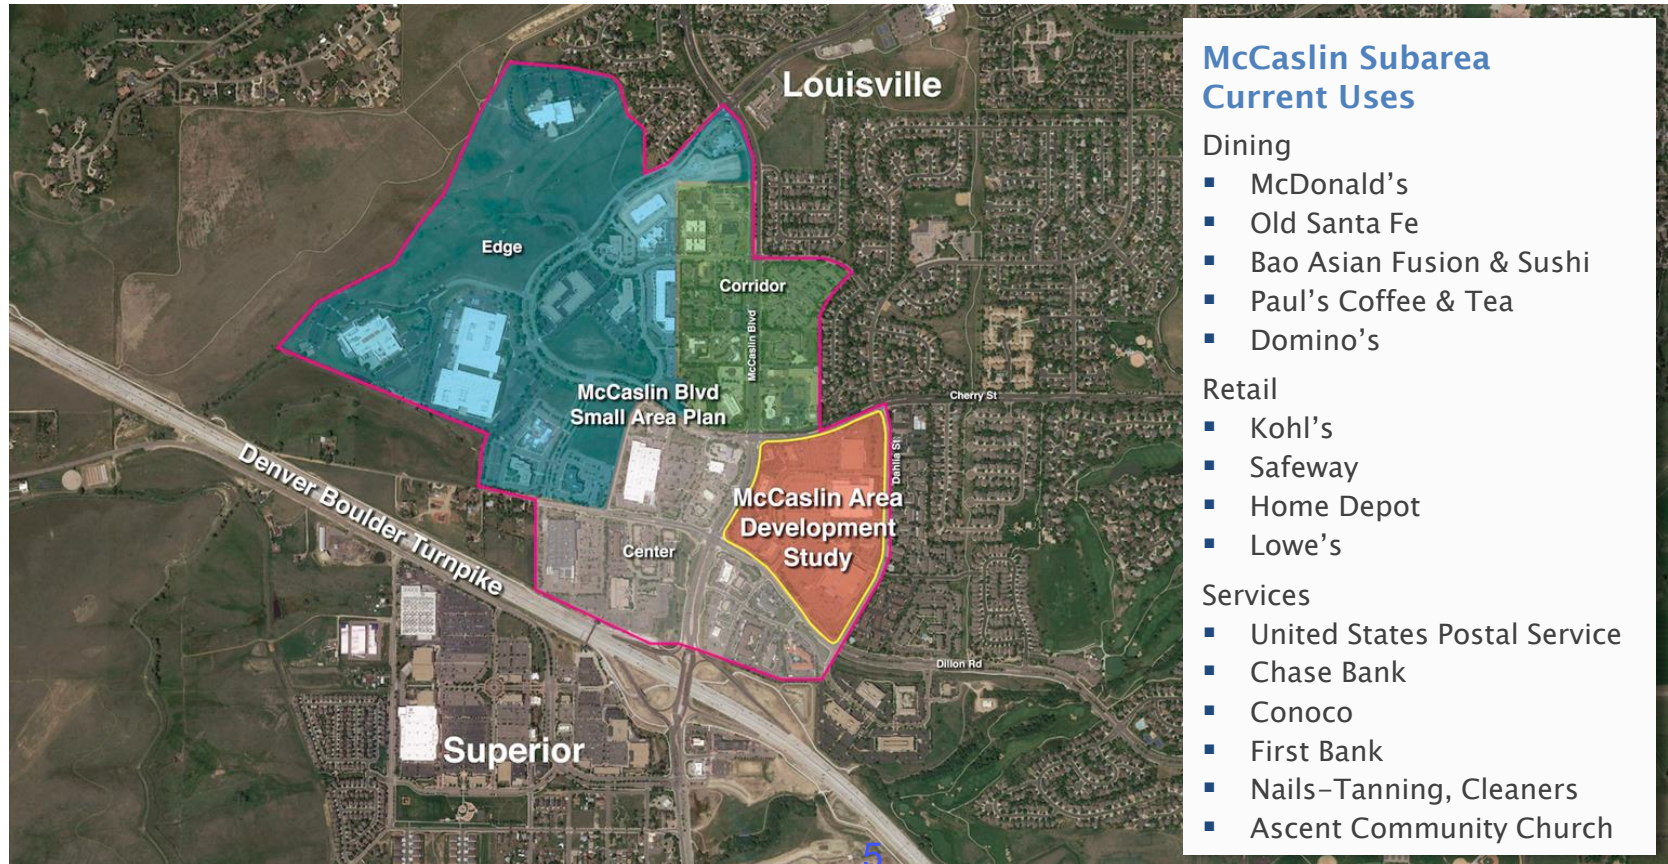 Louisville
Edge
Corridor
McCaslin Blvd
McCaslin Blvd
Small Area Plan
Cherry St
Dahlia St
McCaslin Area
Development
Study
Center
Denver Boulder Turnpike
Dillon Rd
Superior
5
McCaslin Subarea
Current Uses
Dining
▪ McDonald’s
▪ Old Santa Fe
▪ Bao Asian Fusion & Sushi
▪ Paul’s Coffee & Tea
▪ Domino’s
Retail
▪ Kohl’s
▪ Safeway
▪ Home Depot
▪ Lowe’s
Services
▪ United States Postal Service
▪ Chase Bank
▪ Conoco
▪ First Bank
▪ Nails–Tanning, Cleaners
▪ Ascent Community Church